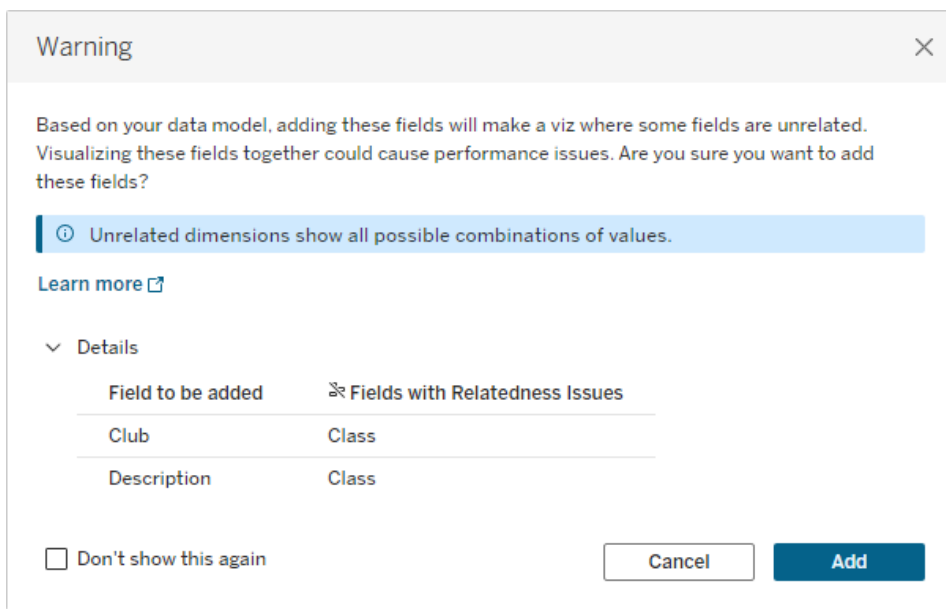 Warning
Based on your data model, adding these fields will make a viz where some fields are unrelated.
Visualizing these fields together could cause performance issues. Are you sure you want to add
these fields?
Unrelated dimensions show all possible combinations of values.
Learn more
Details
Field to be added Fields with Relatedness Issues
Club Class
Description Class
Don't show this again Cancel Add